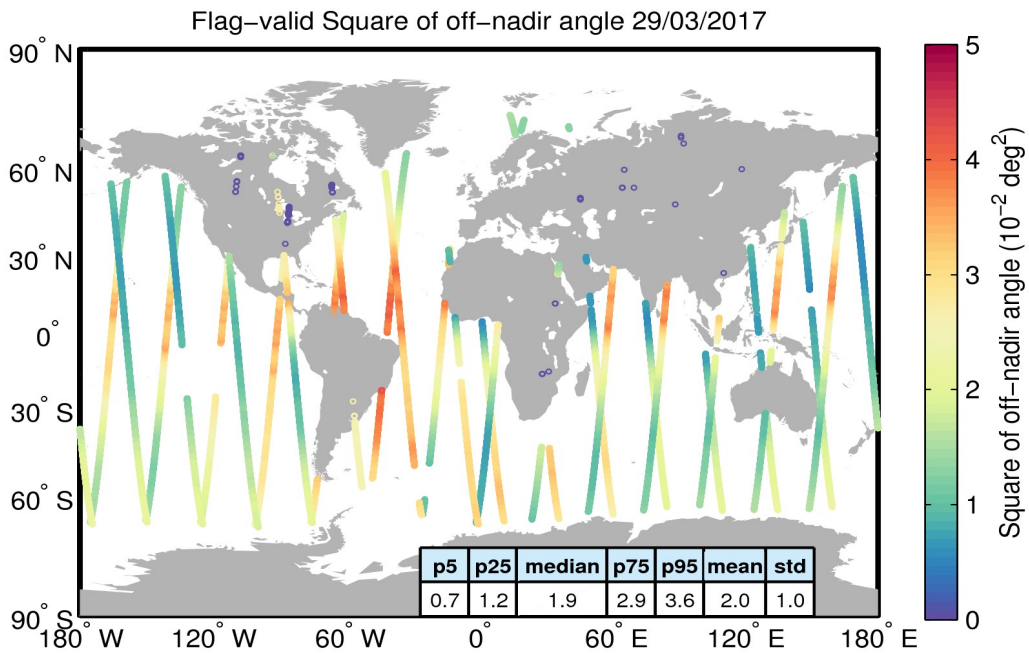 Flag−valid Square of off−nadir angle 29/03/2017
90° N
60° N
30° N
0°
30° S
60° S
90° S
180° W
120° W
60° W
0°
60° E
120° E
180° E
p5 p25 median p75 p95 mean std
0.7 1.2 1.9 2.9 3.6 2.0 1.0
5
4
3
2
1
0
Square of off−nadir angle (10⁻² deg²)